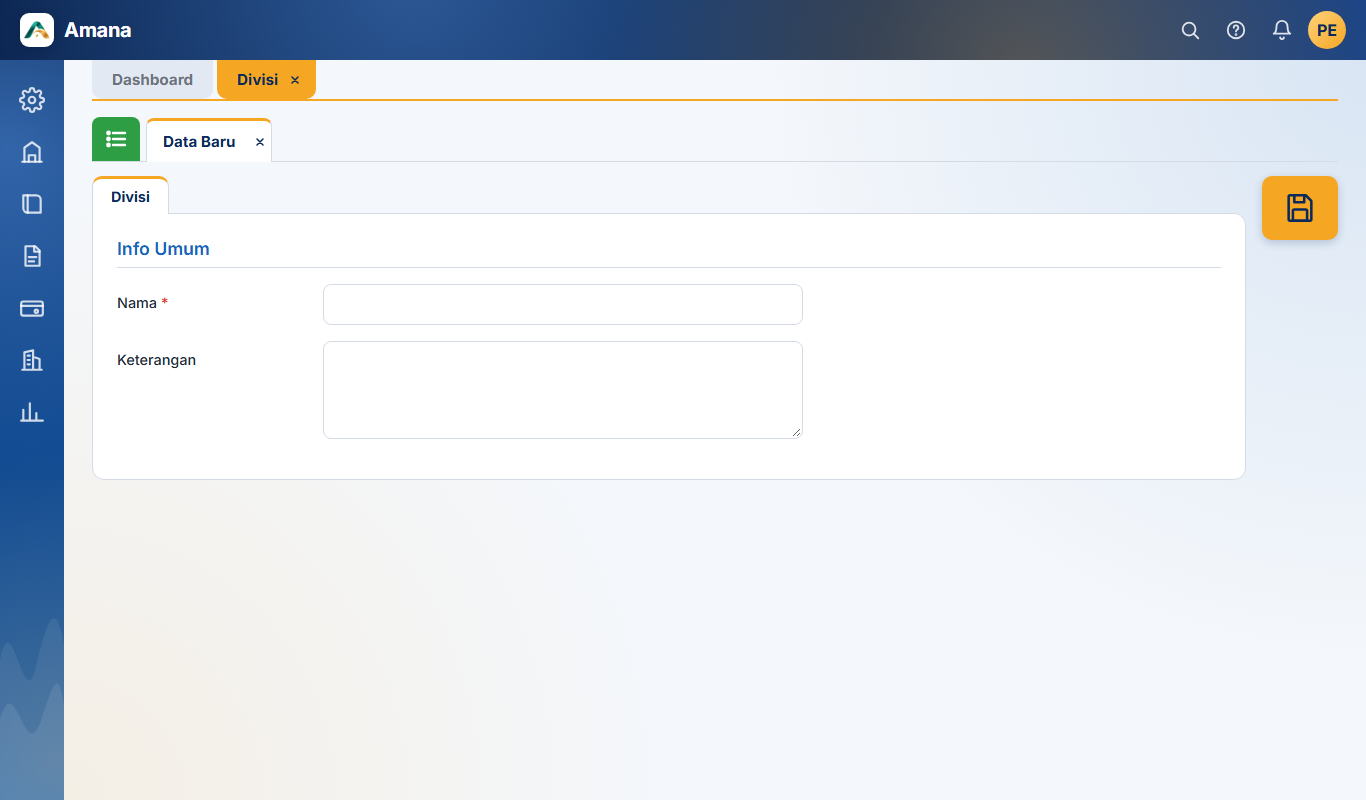 Amana
PE
Dashboard
Divisi ×
Data Baru ×
Divisi
Info Umum
Nama *
Keterangan